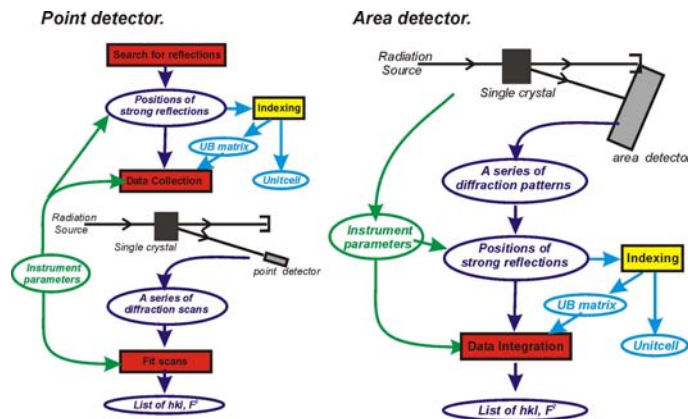 Point detector.
Search for reflections
Positions of
strong reflections
Indexing
UB matrix
Unitcell
Data Collection
Radiation
Source
Single crystal
point detector
Instrument
parameters
A series of
diffraction scans
Fit scans
List of hkl, F²
Area detector.
Radiation
Source
Single crystal
area detector
A series of
diffraction patterns
Instrument
parameters
Positions of
strong reflections
Indexing
UB matrix
Unitcell
Data Integration
List of hkl, F²